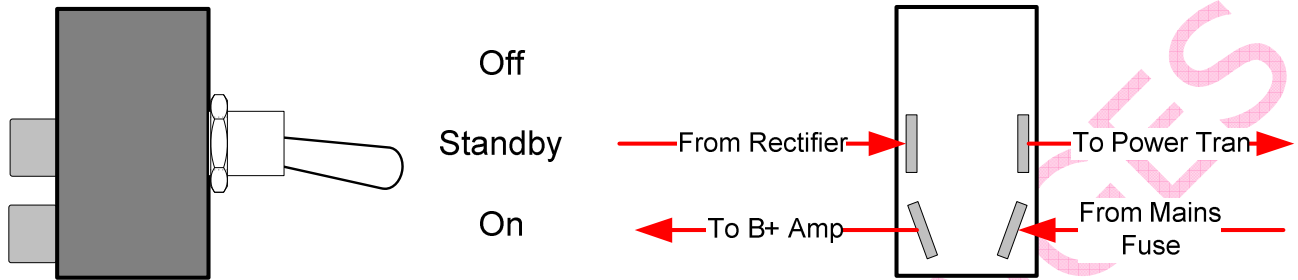 Off
Standby
On
From Rectifier
To Power Tran
To B+ Amp
From Mains
Fuse